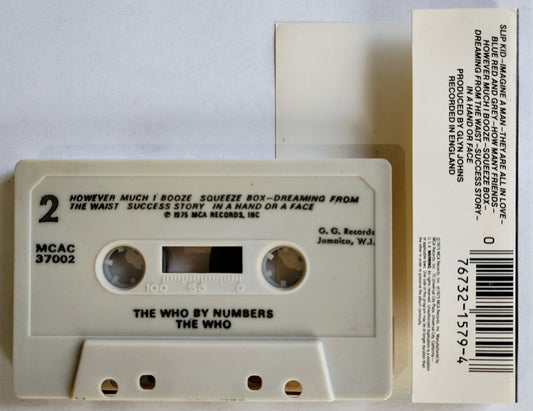 2
HOWEVER MUCH I BOOZE SQUEEZE BOX–DREAMING FROM
THE WAIST SUCCESS STORY IN A HAND OR A FACE
℗ 1975 MCA RECORDS, INC
MCAC
37002
G. G. Records
Jamaica, W.I.
100 50 0
THE WHO BY NUMBERS
THE WHO
SLIP KID–IMAGINE A MAN–THEY ARE ALL IN LOVE–
BLUE RED AND GREY–HOW MANY FRIENDS–
HOWEVER MUCH I BOOZE–SQUEEZE BOX–
DREAMING FROM THE WAIST–SUCCESS STORY–
IN A HAND OR FACE
PRODUCED BY GLYN JOHNS
RECORDED IN ENGLAND
0
76732-1579-4